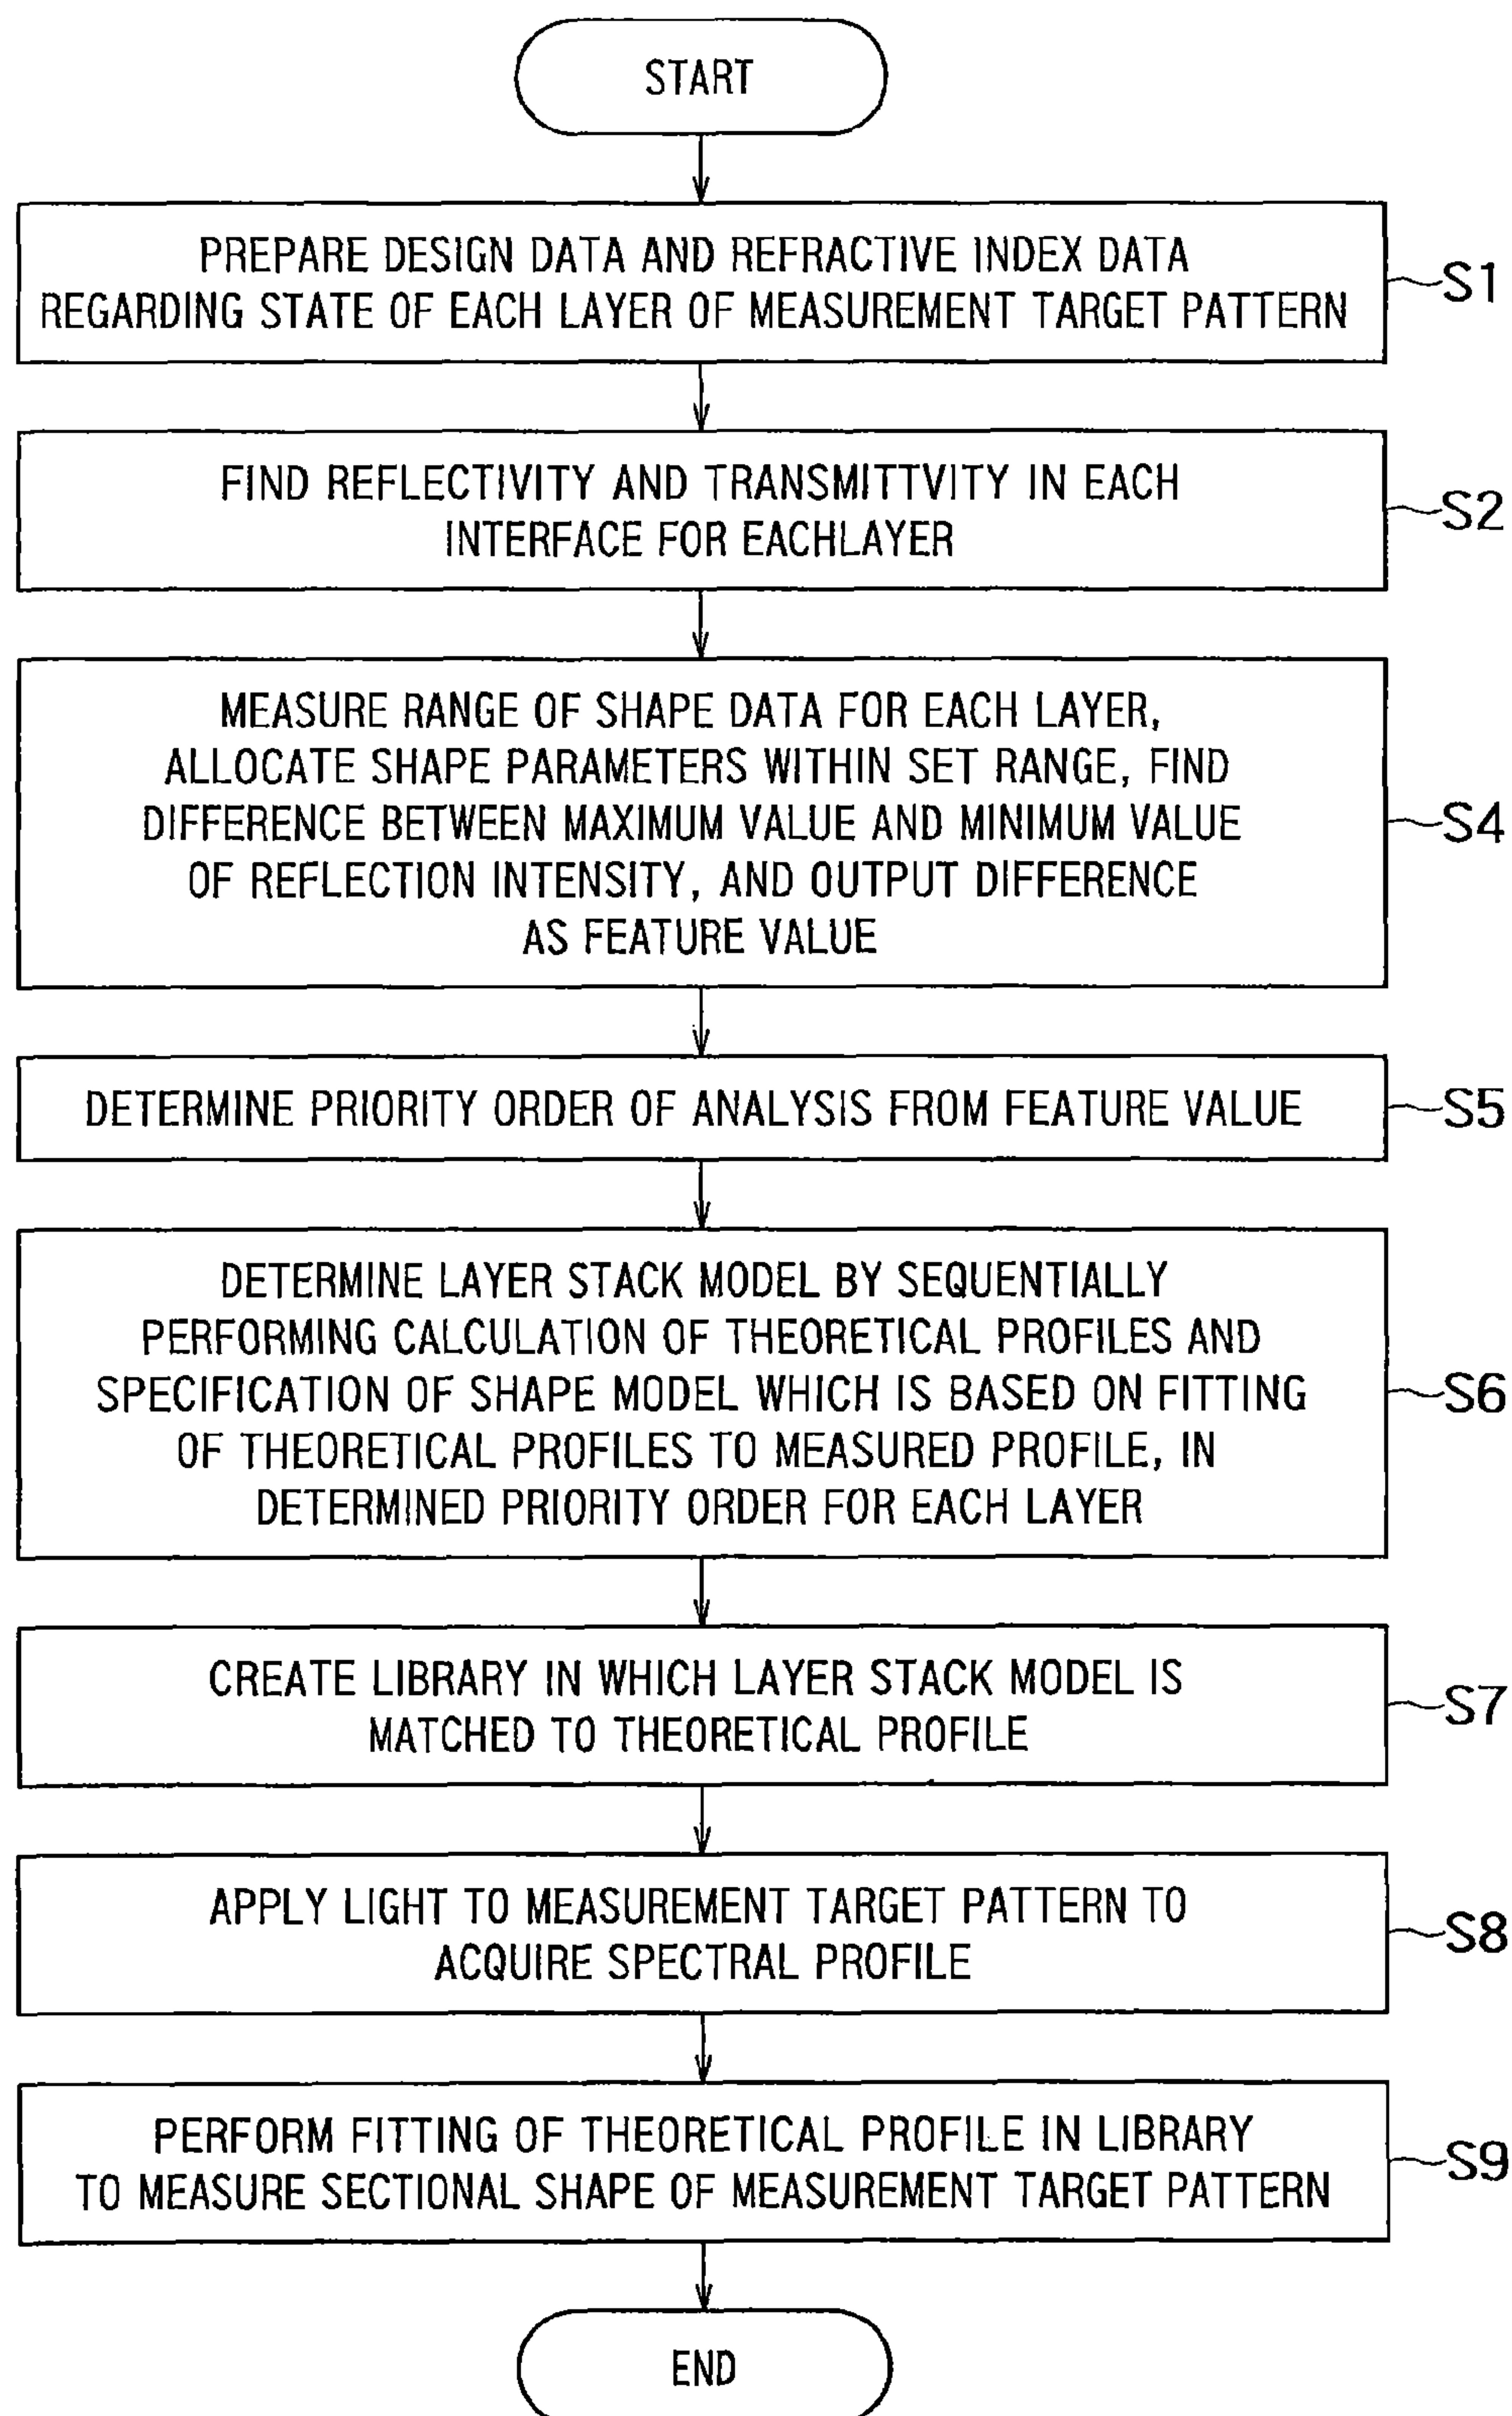 START
PREPARE DESIGN DATA AND REFRACTIVE INDEX DATA
REGARDING STATE OF EACH LAYER OF MEASUREMENT TARGET PATTERN
S1
FIND REFLECTIVITY AND TRANSMITTVITY IN EACH
INTERFACE FOR EACHLAYER
S2
MEASURE RANGE OF SHAPE DATA FOR EACH LAYER,
ALLOCATE SHAPE PARAMETERS WITHIN SET RANGE, FIND
DIFFERENCE BETWEEN MAXIMUM VALUE AND MINIMUM VALUE
OF REFLECTION INTENSITY, AND OUTPUT DIFFERENCE
AS FEATURE VALUE
S4
DETERMINE PRIORITY ORDER OF ANALYSIS FROM FEATURE VALUE
S5
DETERMINE LAYER STACK MODEL BY SEQUENTIALLY
PERFORMING CALCULATION OF THEORETICAL PROFILES AND
SPECIFICATION OF SHAPE MODEL WHICH IS BASED ON FITTING
OF THEORETICAL PROFILES TO MEASURED PROFILE, IN
DETERMINED PRIORITY ORDER FOR EACH LAYER
S6
CREATE LIBRARY IN WHICH LAYER STACK MODEL IS
MATCHED TO THEORETICAL PROFILE
S7
APPLY LIGHT TO MEASUREMENT TARGET PATTERN TO
ACQUIRE SPECTRAL PROFILE
S8
PERFORM FITTING OF THEORETICAL PROFILE IN LIBRARY
TO MEASURE SECTIONAL SHAPE OF MEASUREMENT TARGET PATTERN
S9
END